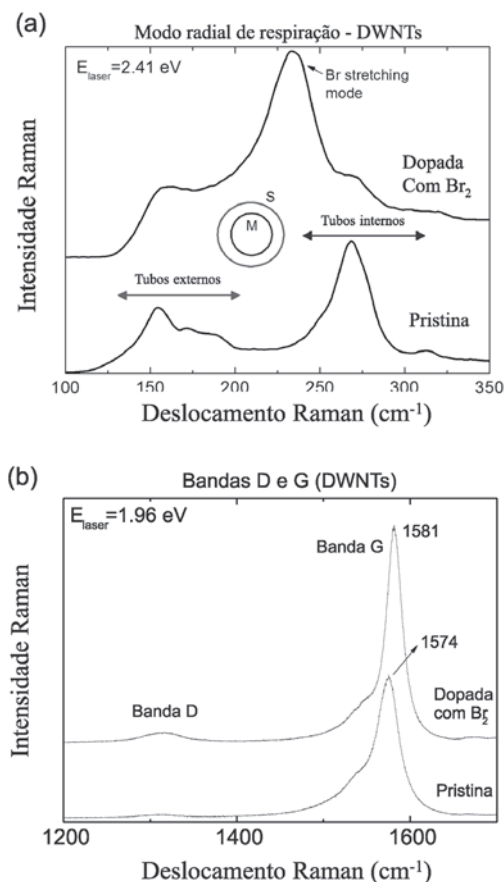 (a)
Modo radial de respiração - DWNTs
E laser=2.41 eV
Br stretching
mode
Dopada
Com Br2
S
M
Tubos internos
Tubos externos
Pristina
Intensidade Raman
100 150 200 250 300 350
Deslocamento Raman (cm-1)
(b)
Bandas D e G (DWNTs)
E laser=1.96 eV
1581
Banda G
1574
Banda D
Dopada
com Br2
Pristina
Intensidade Raman
1200 1400 1600
Deslocamento Raman (cm-1)